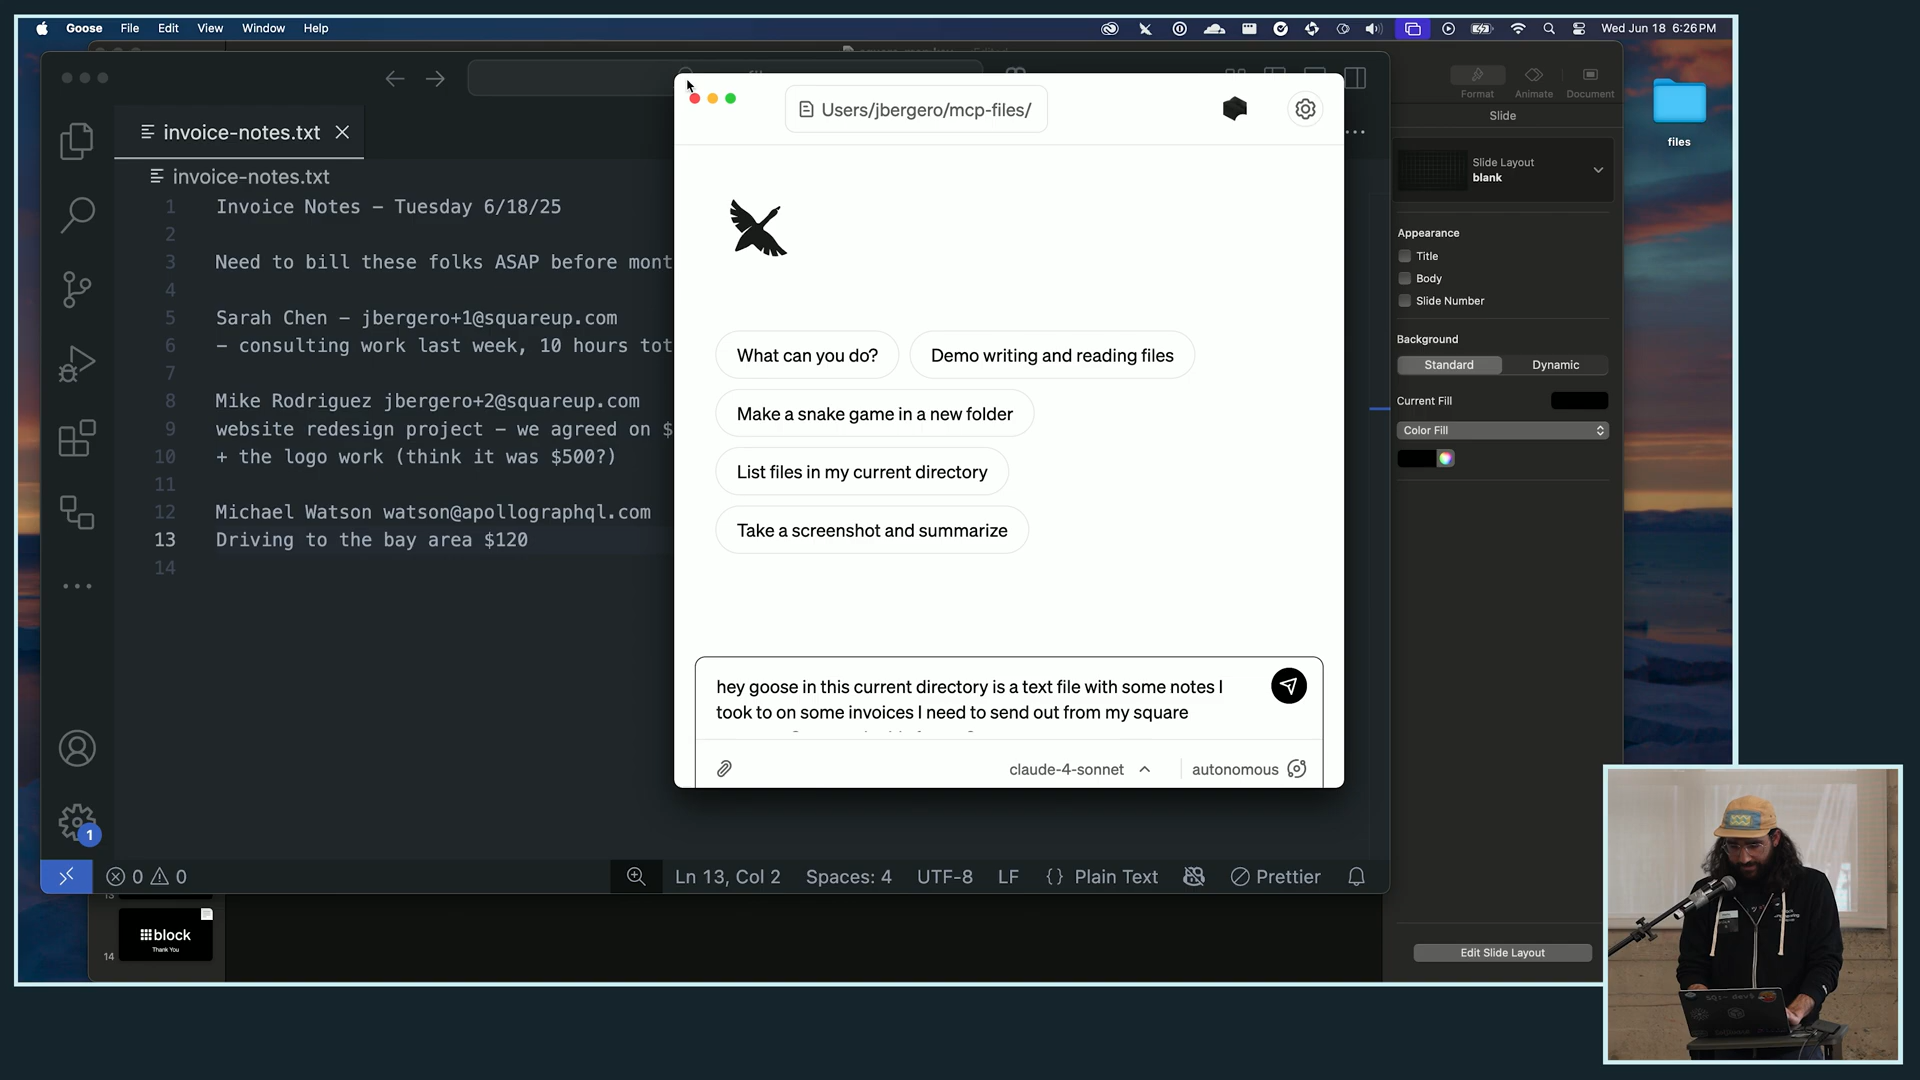 Goose File Edit View Window Help
Wed Jun 18 6:26 PM
invoice-notes.txt
invoice-notes.txt
1 Invoice Notes – Tuesday 6/18/25
2
3 Need to bill these folks ASAP before mont
4
5 Sarah Chen – jbergero+1@squareup.com
6 – consulting work last week, 10 hours tot
7
8 Mike Rodriguez jbergero+2@squareup.com
9 website redesign project – we agreed on $
10 + the logo work (think it was $500?)
11
12 Michael Watson watson@apollographql.com
13 Driving to the bay area $120
14
1
0 0
Ln 13, Col 2 Spaces: 4 UTF-8 LF {} Plain Text Prettier
Users/jbergero/mcp-files/
What can you do?
Demo writing and reading files
Make a snake game in a new folder
List files in my current directory
Take a screenshot and summarize
hey goose in this current directory is a text file with some notes I
took to on some invoices I need to send out from my square
claude-4-sonnet
autonomous
Format Animate Document
Slide
Slide Layout
blank
Appearance
Title
Body
Slide Number
Background
Standard Dynamic
Current Fill
Color Fill
Edit Slide Layout
files
13
14
block
Thank You